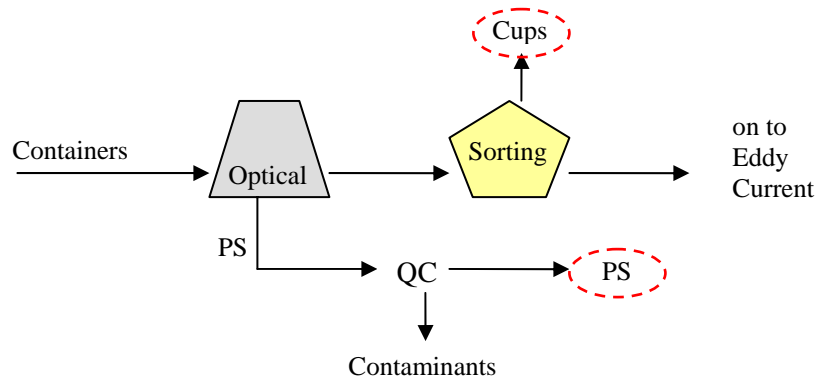 Cups
Containers
Optical
Sorting
on to
Eddy
Current
PS
QC
PS
Contaminants